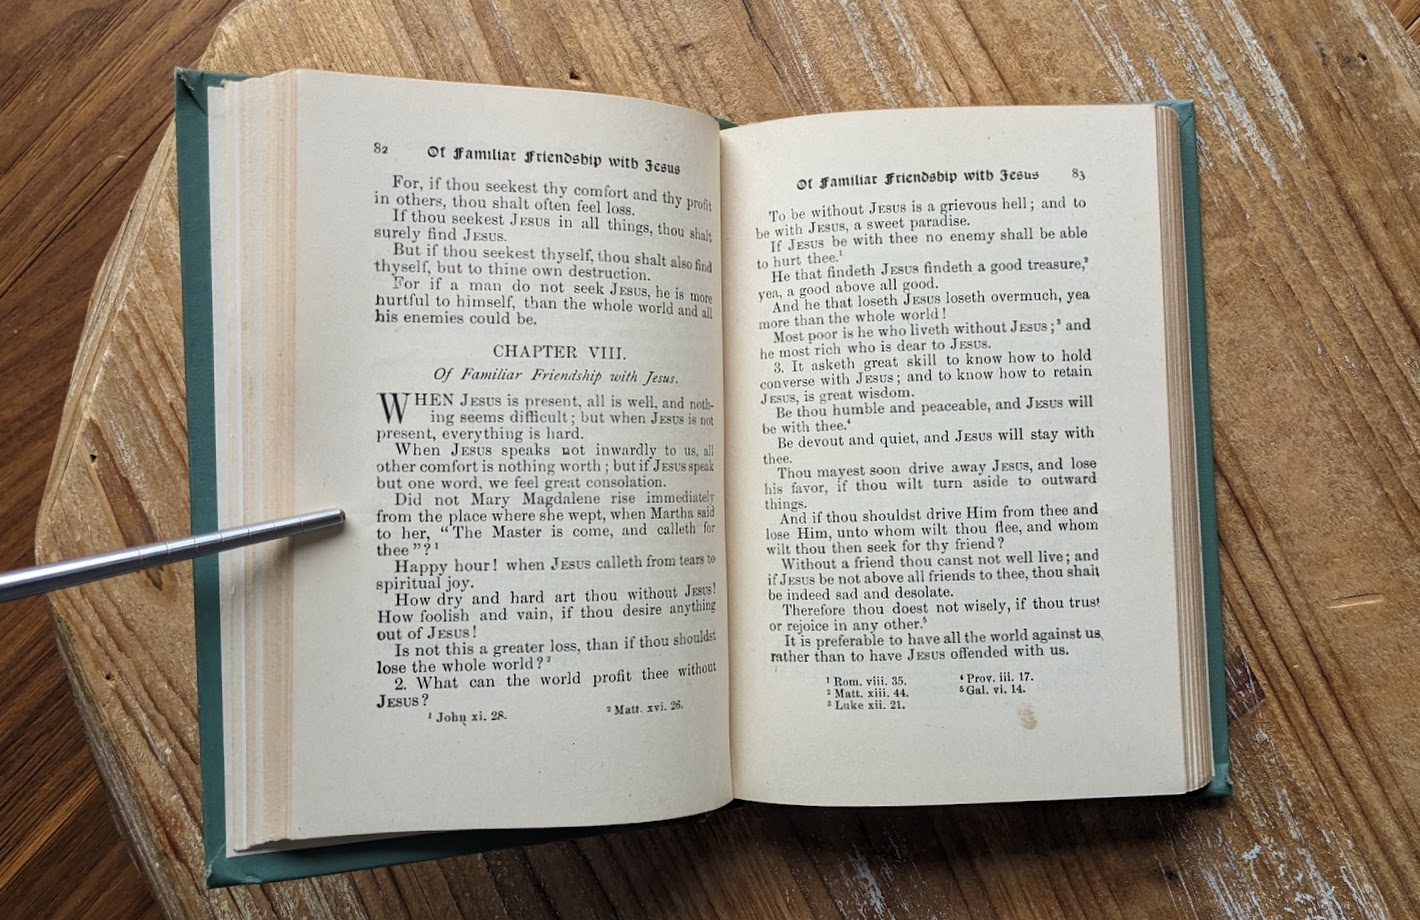 82 Of Familiar Friendship with Jesus
For, if thou seekest thy comfort and thy profit
in others, thou shalt often feel loss.
If thou seekest JESUS in all things, thou shalt
surely find JESUS.
But if thou seekest thyself, thou shalt also find
thyself, but to thine own destruction.
For if a man do not seek JESUS, he is more
hurtful to himself, than the whole world and all
his enemies could be.
CHAPTER VIII.
Of Familiar Friendship with Jesus.
WHEN JESUS is present, all is well, and noth-
ing seems difficult; but when JESUS is not
present, everything is hard.
When JESUS speaks not inwardly to us, all
other comfort is nothing worth; but if JESUS speak
but one word, we feel great consolation.
Did not Mary Magdalene rise immediately
from the place where she wept, when Martha said
to her, "The Master is come, and calleth for
thee"?¹
Happy hour! when JESUS calleth from tears to
spiritual joy.
How dry and hard art thou without JESUS!
How foolish and vain, if thou desire anything
out of JESUS!
Is not this a greater loss, than if thou shouldst
lose the whole world?²
2. What can the world profit thee without
JESUS?
¹ John xi. 28. ² Matt. xvi. 26.
Of Familiar Friendship with Jesus 83
To be without JESUS is a grievous hell; and to
be with JESUS, a sweet paradise.
If JESUS be with thee no enemy shall be able
to hurt thee.¹
He that findeth JESUS findeth a good treasure,²
yea, a good above all good.
And he that loseth JESUS loseth overmuch, yea
more than the whole world!
Most poor is he who liveth without JESUS;³ and
he most rich who is dear to JESUS.
3. It asketh great skill to know how to hold
converse with JESUS; and to know how to retain
JESUS, is great wisdom.
Be thou humble and peaceable, and JESUS will
be with thee.⁴
Be devout and quiet, and JESUS will stay with
thee.
Thou mayest soon drive away JESUS, and lose
his favor, if thou wilt turn aside to outward
things.
And if thou shouldst drive Him from thee and
lose Him, unto whom wilt thou flee, and whom
wilt thou then seek for thy friend?
Without a friend thou canst not well live; and
if JESUS be not above all friends to thee, thou shalt
be indeed sad and desolate.
Therefore thou doest not wisely, if thou trust
or rejoice in any other.⁵
It is preferable to have all the world against us,
rather than to have JESUS offended with us.
¹ Rom. viii. 35. ⁴ Prov. iii. 17.
² Matt. xiii. 44. ⁵ Gal. vi. 14.
³ Luke xii. 21.